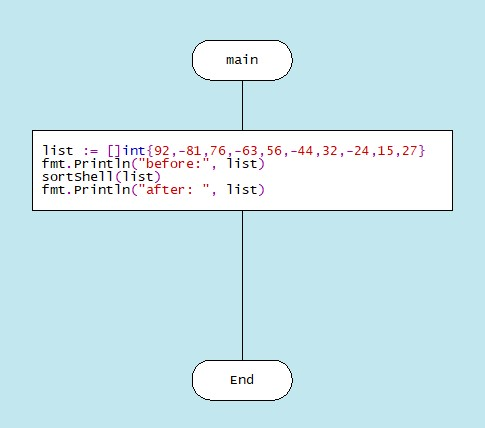 main
list := []int{92,-81,76,-63,56,-44,32,-24,15,27}
fmt.Println("before:", list)
sortShell(list)
fmt.Println("after: ", list)
End